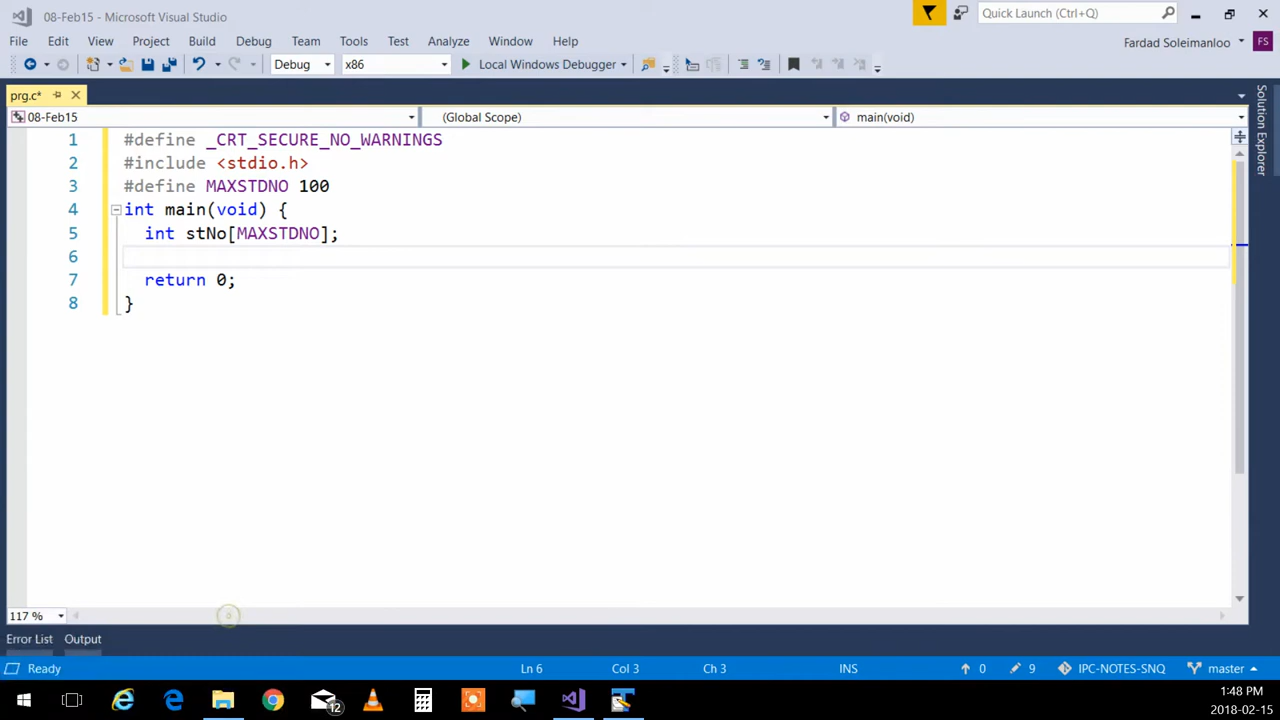 08-Feb15 - Microsoft Visual Studio
Quick Launch (Ctrl+Q)
File Edit View Project Build Debug Team Tools Test Analyze Window Help
Fardad Soleimanloo FS
Debug x86 Local Windows Debugger
prg.c*
08-Feb15 (Global Scope) main(void)
Solution Explorer
1 #define _CRT_SECURE_NO_WARNINGS
2 #include <stdio.h>
3 #define MAXSTDNO 100
4 int main(void) {
5 int stNo[MAXSTDNO];
6
7 return 0;
8 }
117 %
Error List Output
Ready Ln 6 Col 3 Ch 3 INS 0 9 IPC-NOTES-SNQ master
12
1:48 PM
2018-02-15